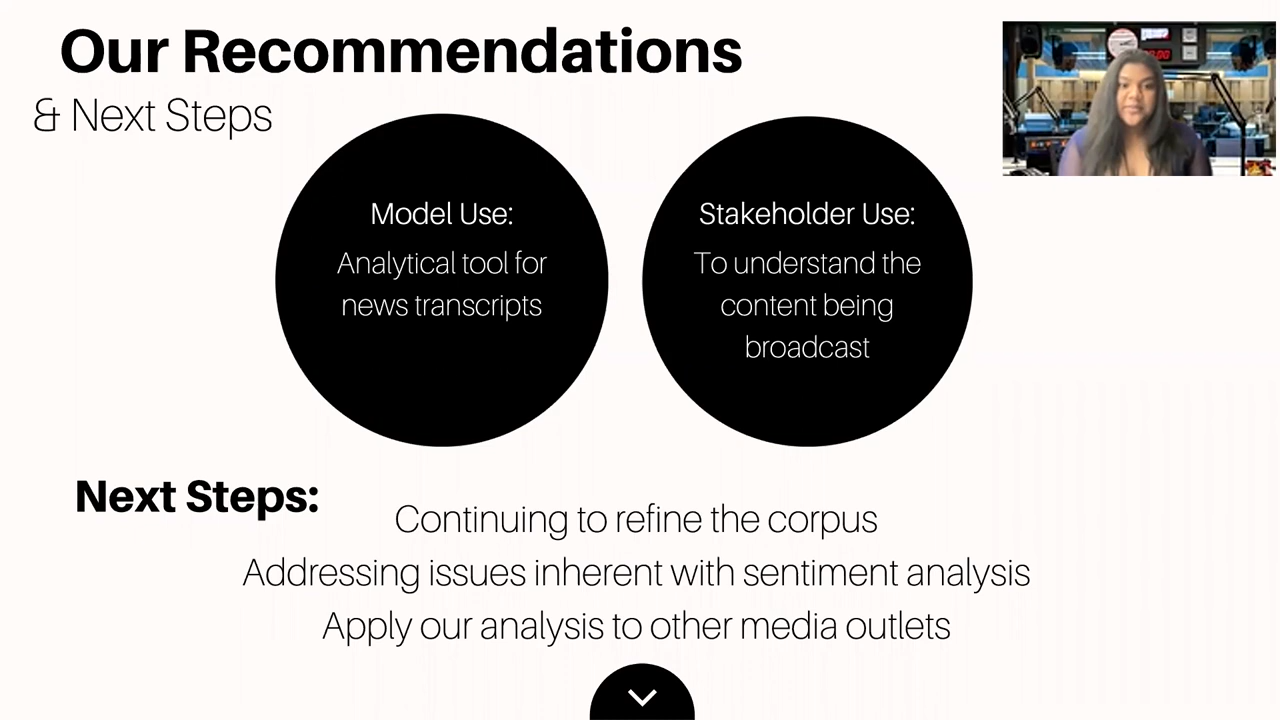 Our Recommendations
& Next Steps
Model Use:
Analytical tool for
news transcripts
Stakeholder Use:
To understand the
content being
broadcast
Next Steps:
Continuing to refine the corpus
Addressing issues inherent with sentiment analysis
Apply our analysis to other media outlets